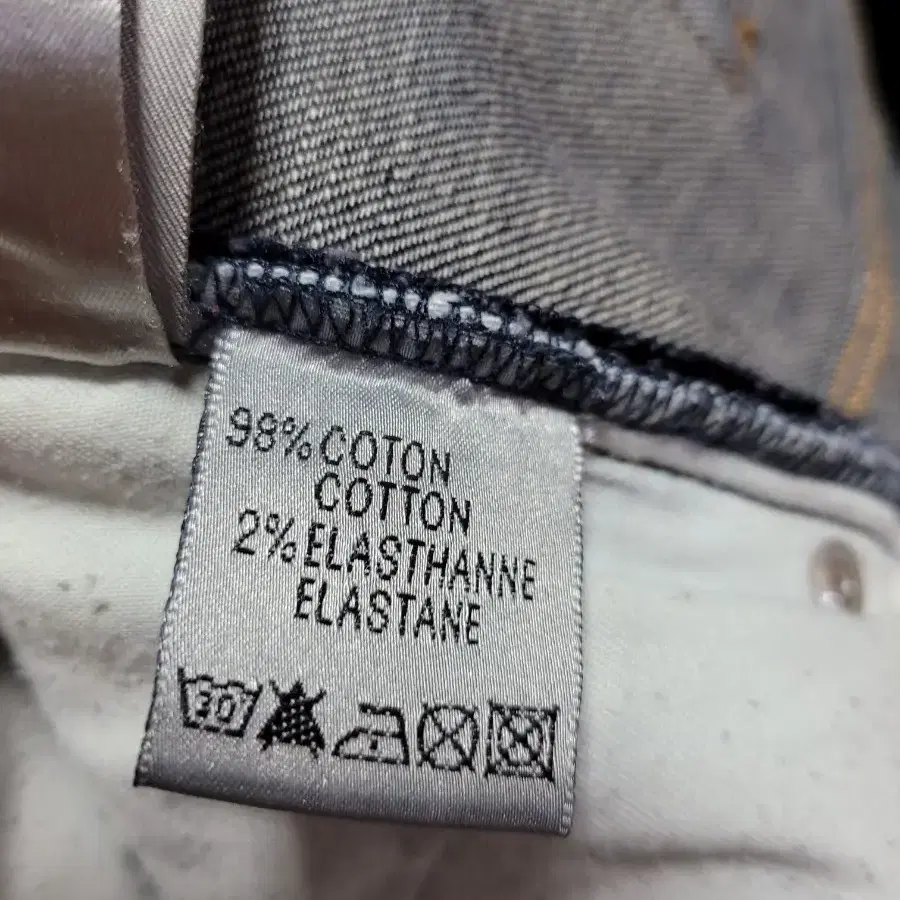 98% COTON
COTTON
2% ELASTHANNE
ELASTANE
30